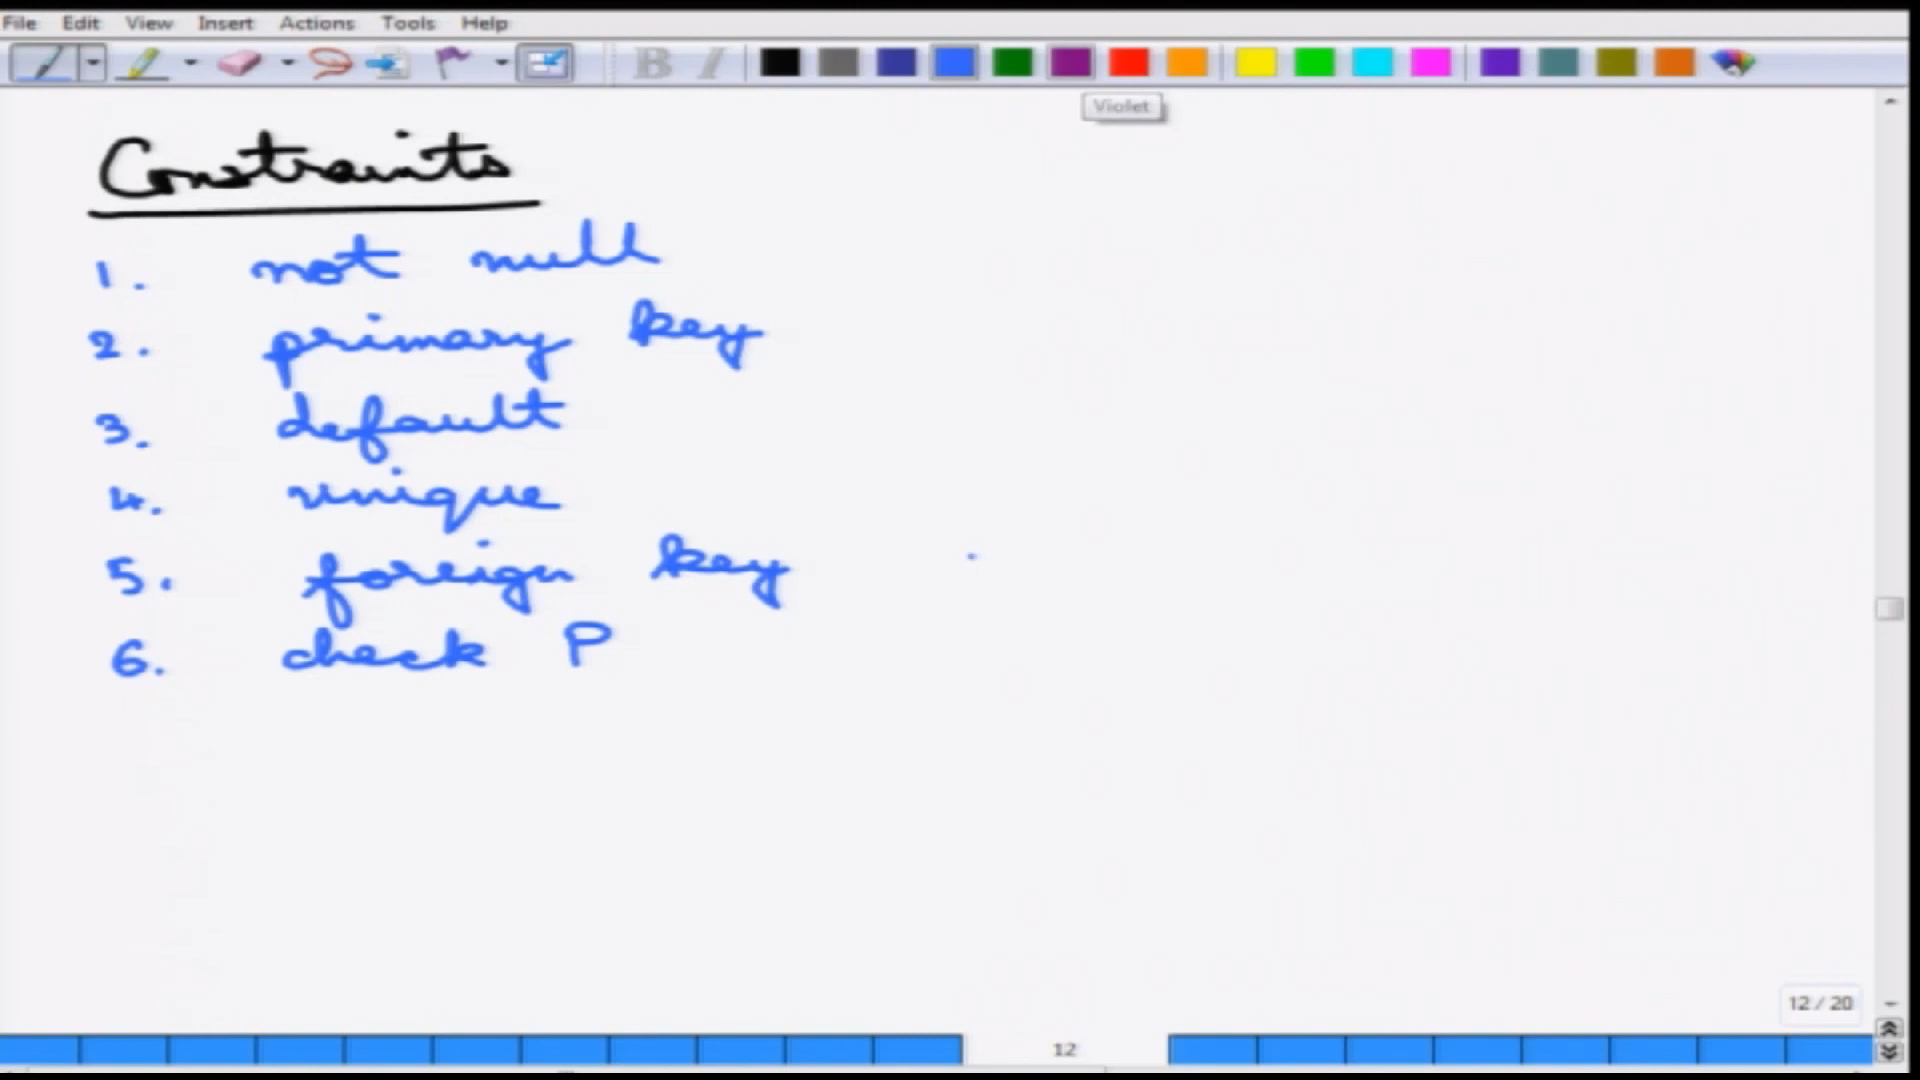 File Edit View Insert Actions Tools Help
B I
Violet
Constraints
1. not null
2. primary key
3. default
4. unique
5. foreign key
6. check P
12 / 20
12